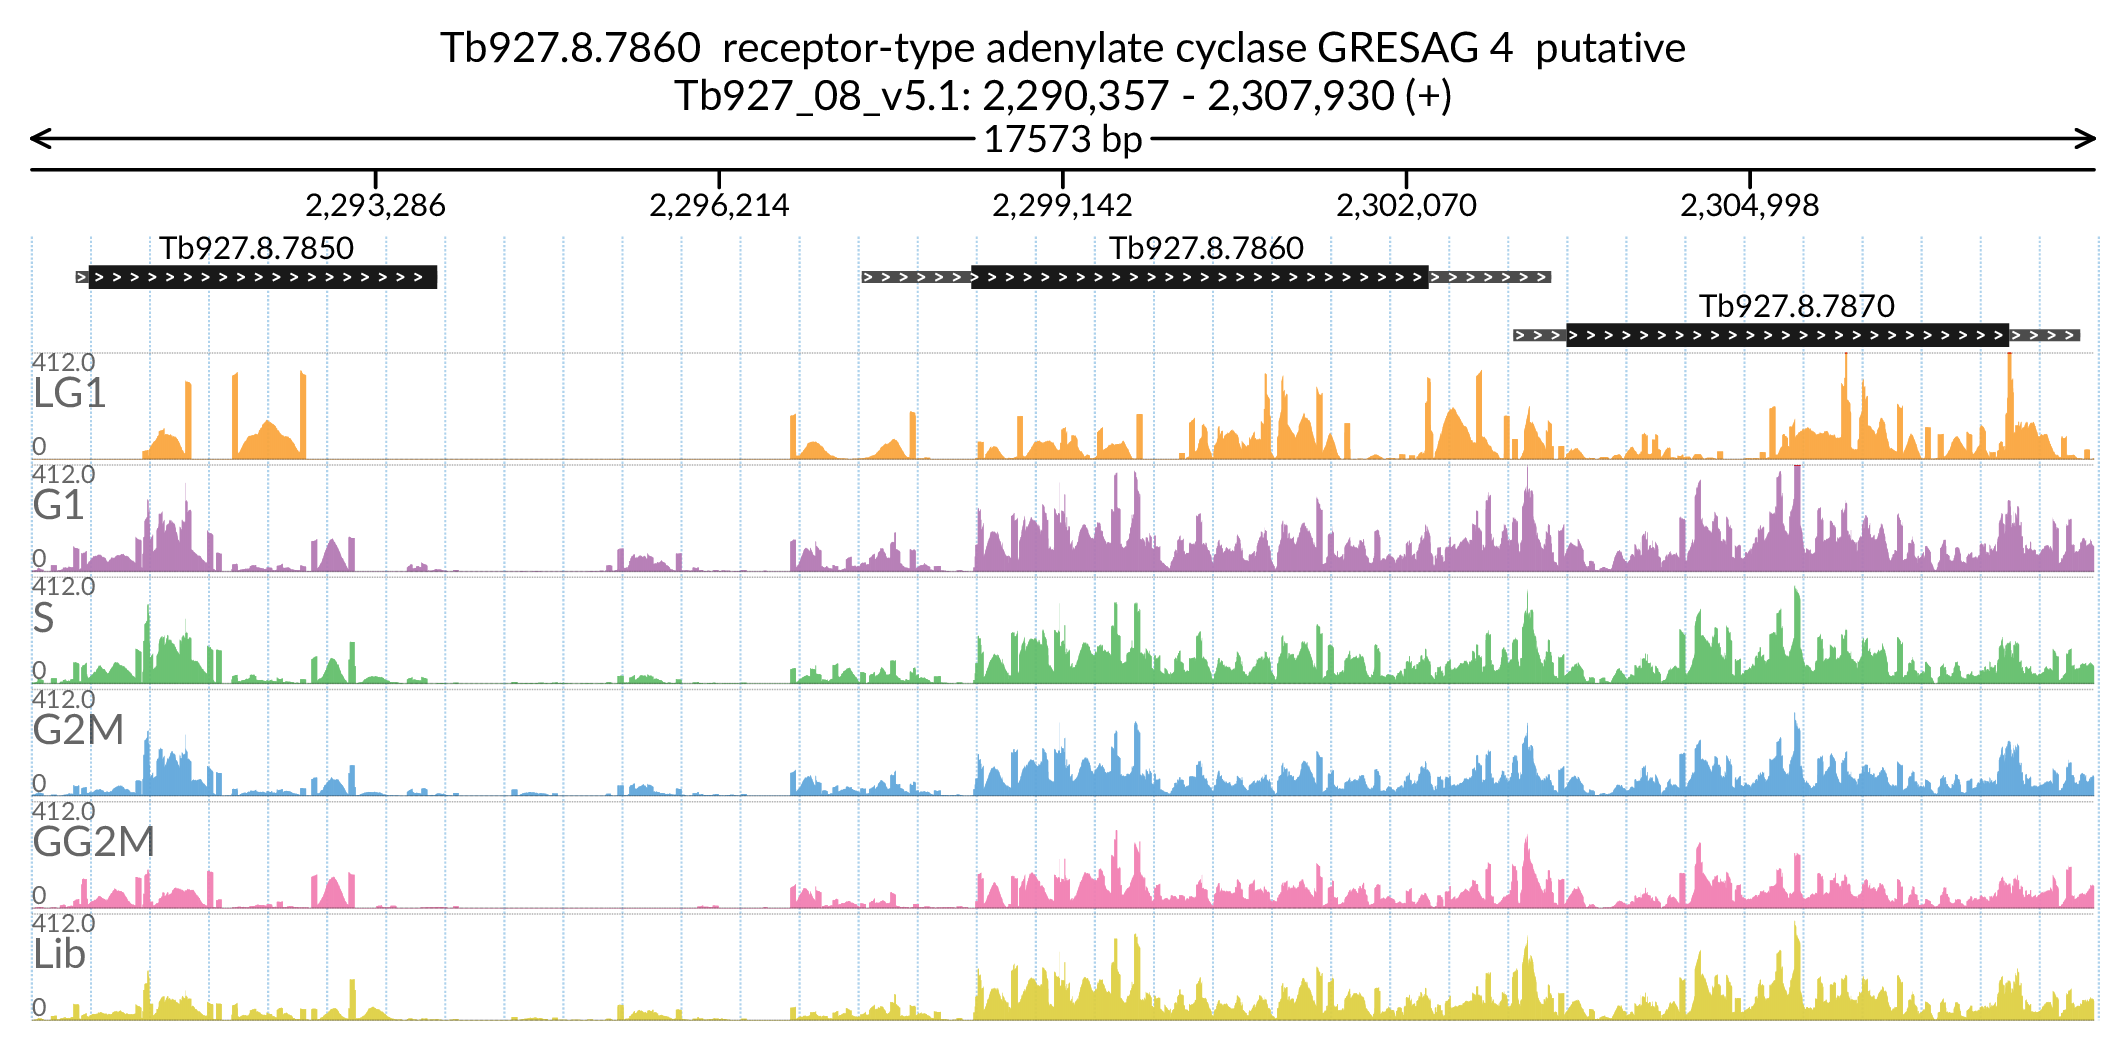 Tb927.8.7860  receptor-type adenylate cyclase GRESAG 4  putative
Tb927_08_v5.1: 2,290,357 - 2,307,930 (+)
17573 bp
2,293,286 2,296,214 2,299,142 2,302,070 2,304,998
Tb927.8.7850 Tb927.8.7860
Tb927.8.7870
412.0
LG1
0
412.0
G1
0
412.0
S
0
412.0
G2M
0
412.0
GG2M
0
412.0
Lib
0